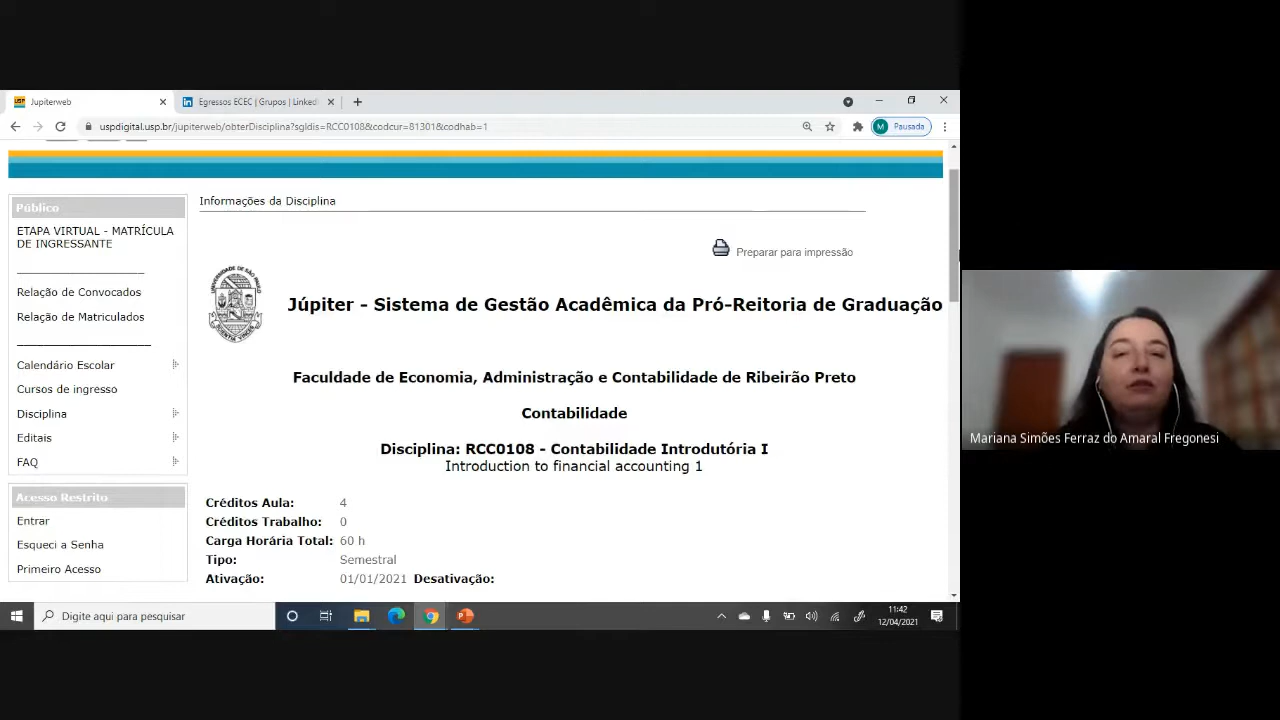 Jupiterweb
Egressos ECEC | Grupos | Linked
uspdigital.usp.br/jupiterweb/obterDisciplina?sgldis=RCC0108&codcur=81301&codhab=1
M Pausada
Público
ETAPA VIRTUAL - MATRÍCULA
DE INGRESSANTE
Relação de Convocados
Relação de Matriculados
Calendário Escolar
Cursos de ingresso
Disciplina
Editais
FAQ
Acesso Restrito
Entrar
Esqueci a Senha
Primeiro Acesso
Informações da Disciplina
Preparar para impressão
Júpiter - Sistema de Gestão Acadêmica da Pró-Reitoria de Graduação
Faculdade de Economia, Administração e Contabilidade de Ribeirão Preto
Contabilidade
Disciplina: RCC0108 - Contabilidade Introdutória I
Introduction to financial accounting 1
Créditos Aula: 4
Créditos Trabalho: 0
Carga Horária Total: 60 h
Tipo: Semestral
Ativação: 01/01/2021 Desativação:
Mariana Simões Ferraz do Amaral Fregonesi
Digite aqui para pesquisar
11:42
12/04/2021